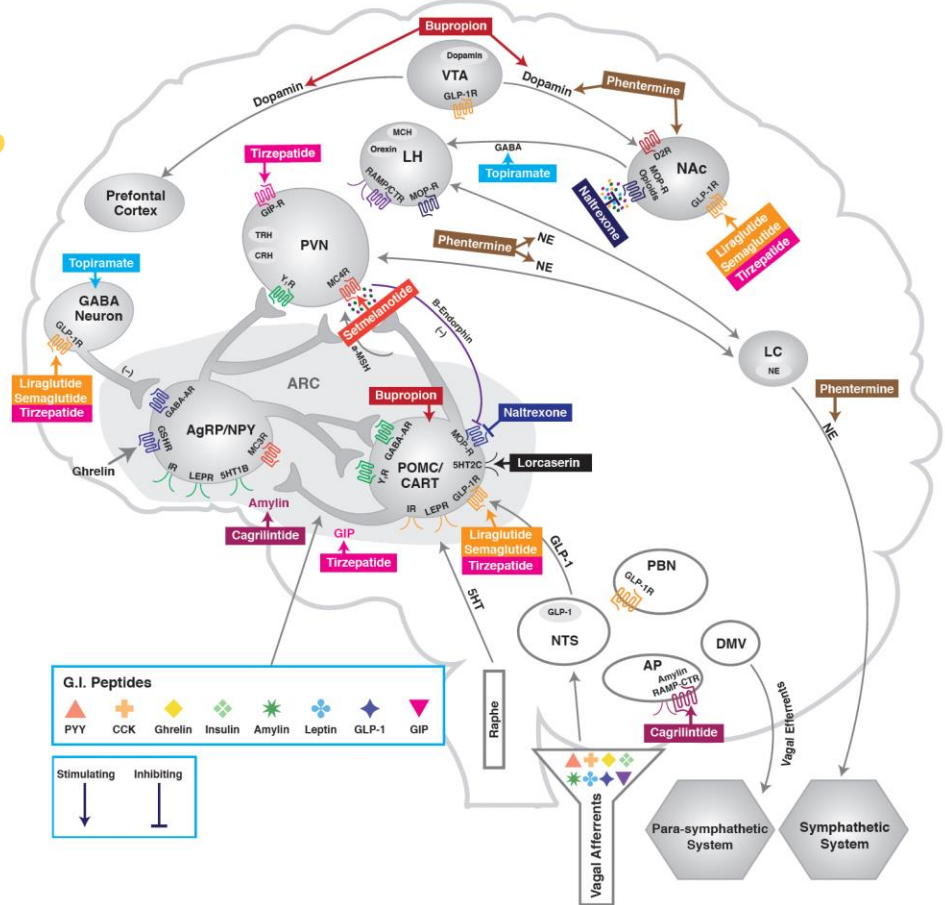 Bupropion
Dopamin
VTA
GLP-1R
Dopamin
Dopamin
Phentermine
MCH
Orexin
LH
RAMP/CTR
MOP-R
GABA
Topiramate
D2R
MOP-R
Opioids
NAc
GLP-1R
Naltrexone
Liraglutide
Semaglutide
Tirzepatide
Tirzepatide
GIP-R
Prefontal
Cortex
PVN
TRH
CRH
Y₁R
MC4R
Phentermine
NE
NE
Setmelanotide
B-Endorphin
(-)
a-MSH
Topiramate
GABA
Neuron
GLP-1R
(-)
Liraglutide
Semaglutide
Tirzepatide
ARC
LC
NE
Phentermine
NE
GABA-AR
GSHR
AgRP/NPY
MC3R
IR
LEPR
5HT1B
Ghrelin
Bupropion
Naltrexone
GABA-AR
MOP-R
POMC/
CART
5HT2C
Lorcaserin
Y₁R
GLP-1R
IR
LEPR
Amylin
Cagrilintide
GIP
Tirzepatide
Liraglutide
Semaglutide
Tirzepatide
GLP-1
5HT
PBN
GLP-1R
GLP-1
NTS
DMV
AP
Amylin
RAMP-CTR
Cagrilintide
Vagal Efferrents
Raphe
G.I. Peptides
PYY
CCK
Ghrelin
Insulin
Amylin
Leptin
GLP-1
GIP
Stimulating
Inhibiting
Vagal Afferrents
Para-symphathetic
System
Symphathetic
System